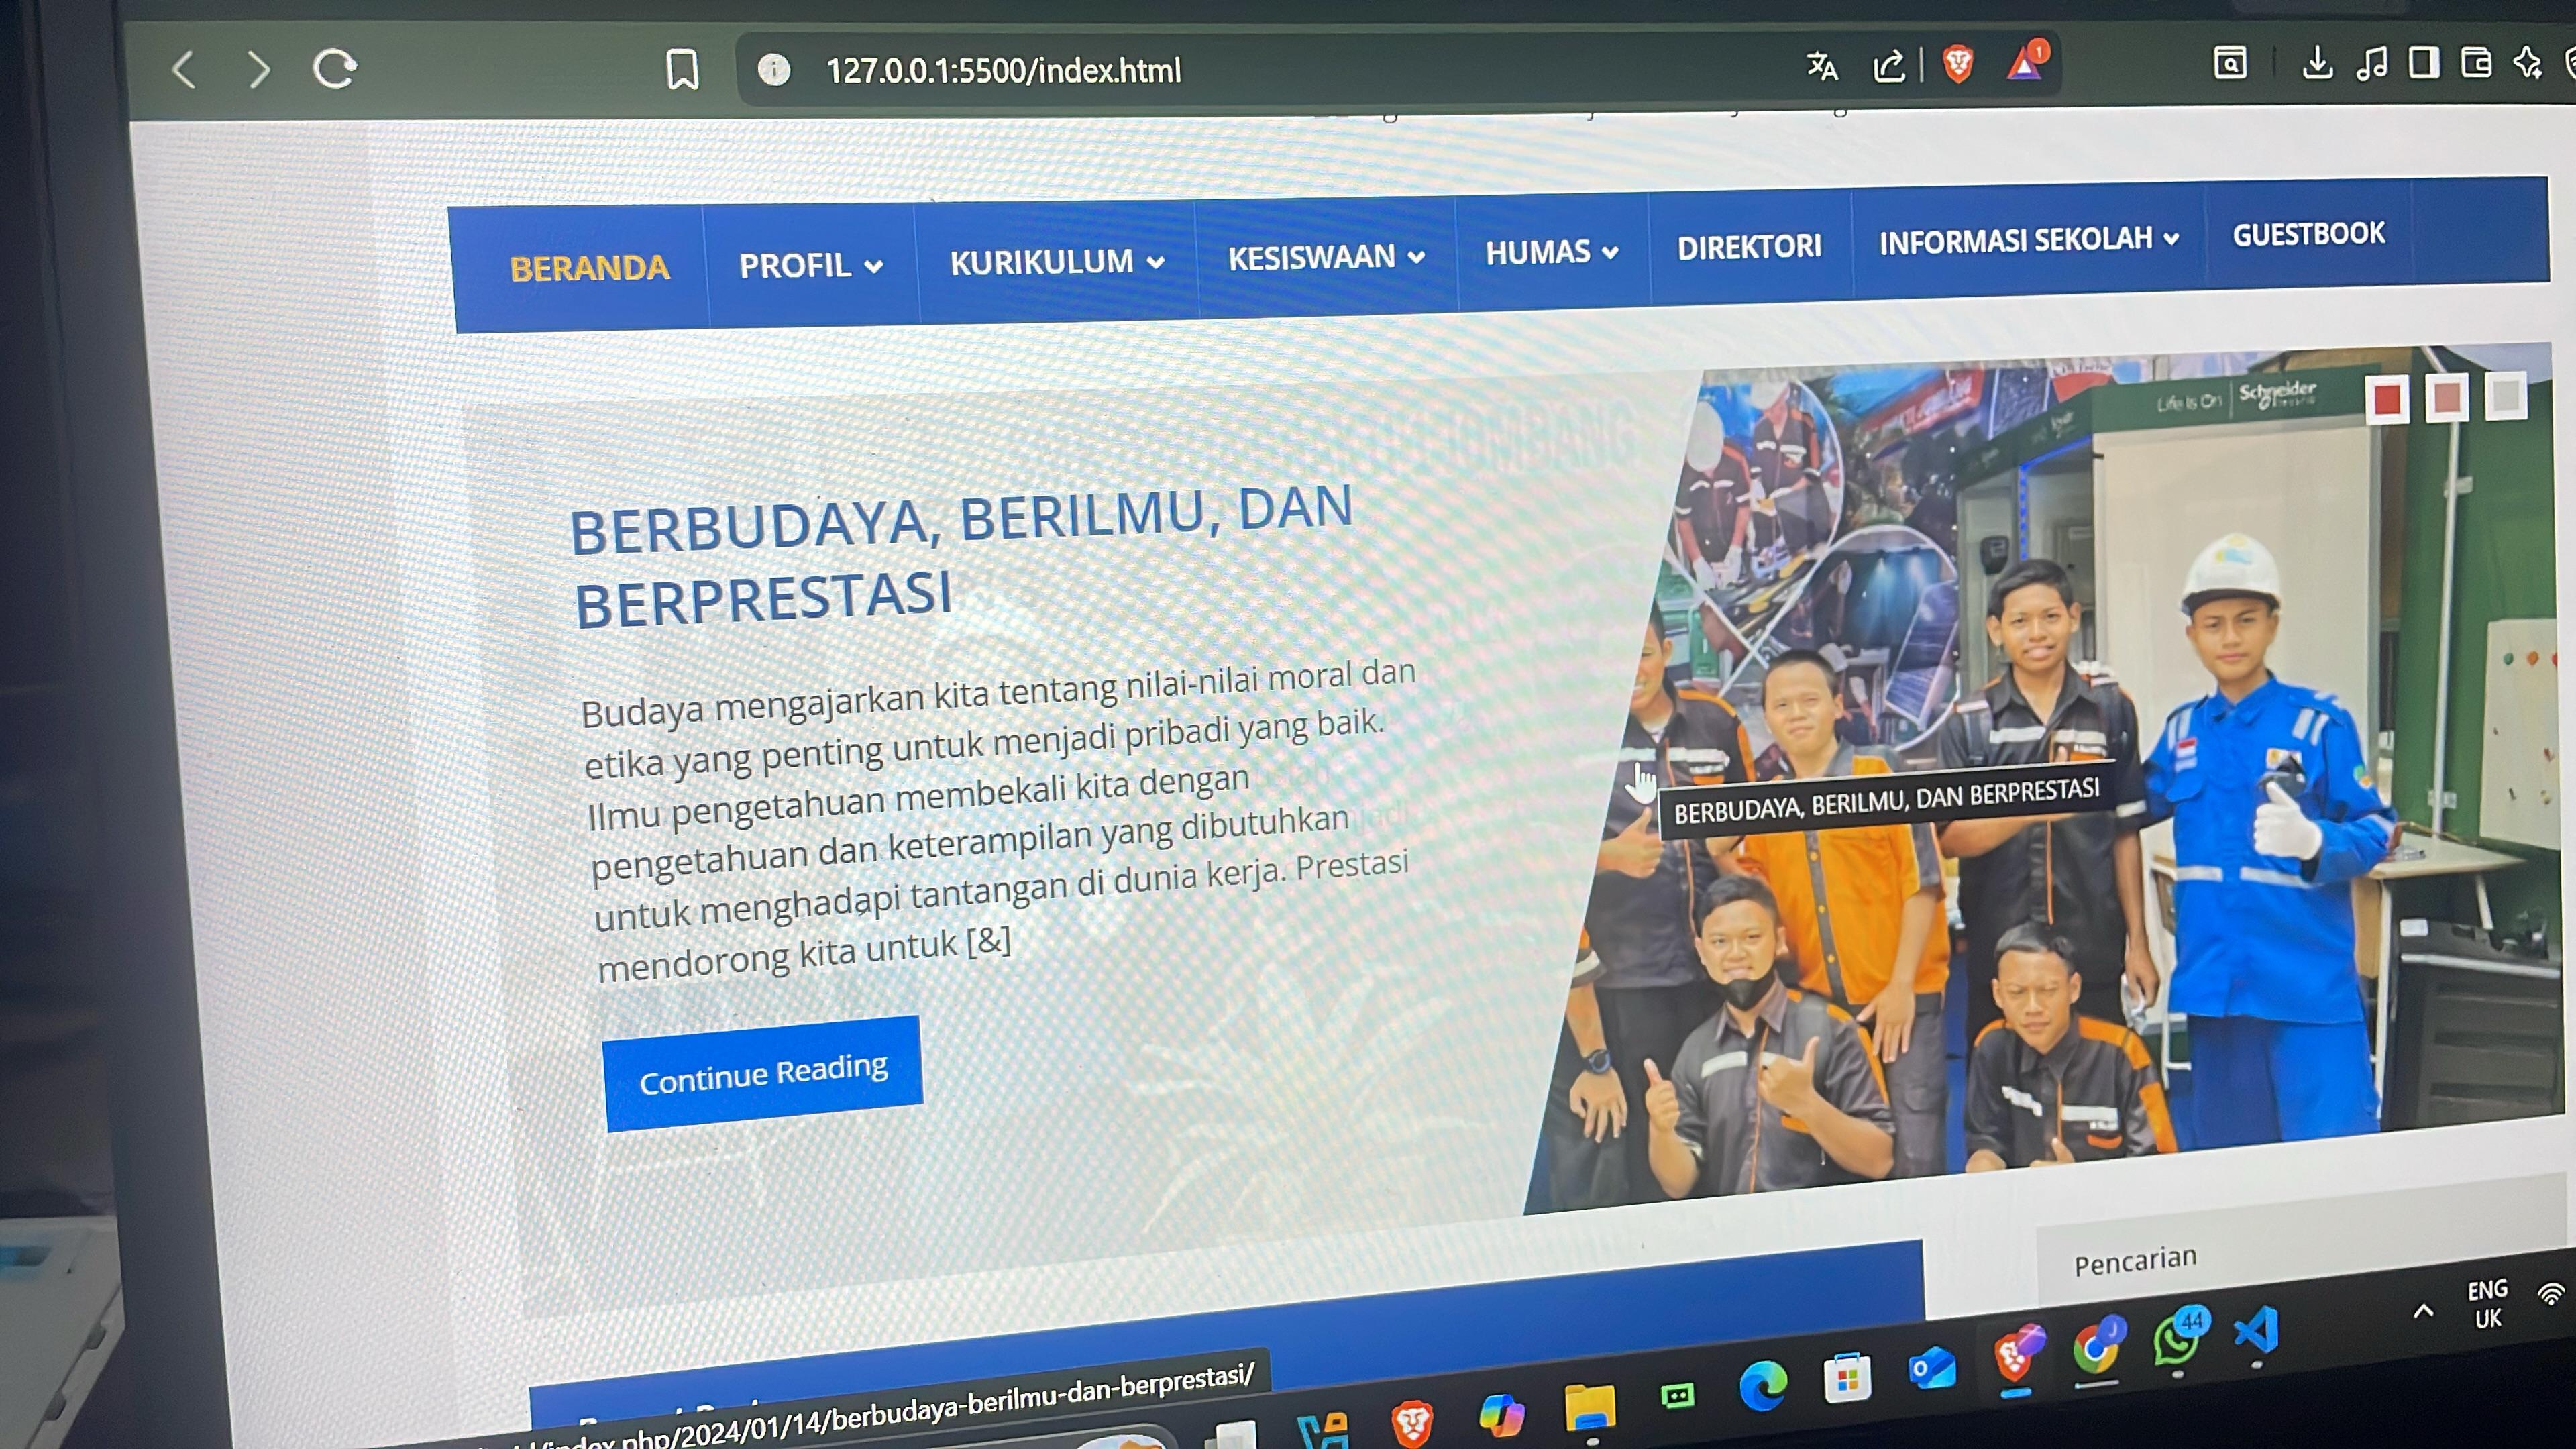 127.0.0.1:5500/index.html
1
BERANDA PROFIL KURIKULUM KESISWAAN HUMAS DIREKTORI INFORMASI SEKOLAH GUESTBOOK
Life Is On Schneider
JOMBANG
BERBUDAYA, BERILMU, DAN
BERPRESTASI
Budaya mengajarkan kita tentang nilai-nilai moral dan
etika yang penting untuk menjadi pribadi yang baik.
Ilmu pengetahuan membekali kita dengan
pengetahuan dan keterampilan yang dibutuhkan
untuk menghadapi tantangan di dunia kerja. Prestasi
mendorong kita untuk [&]
BERBUDAYA, BERILMU, DAN BERPRESTASI
Continue Reading
Pencarian
/index.php/2024/01/14/berbudaya-berilmu-dan-berprestasi/
44
ENG
UK